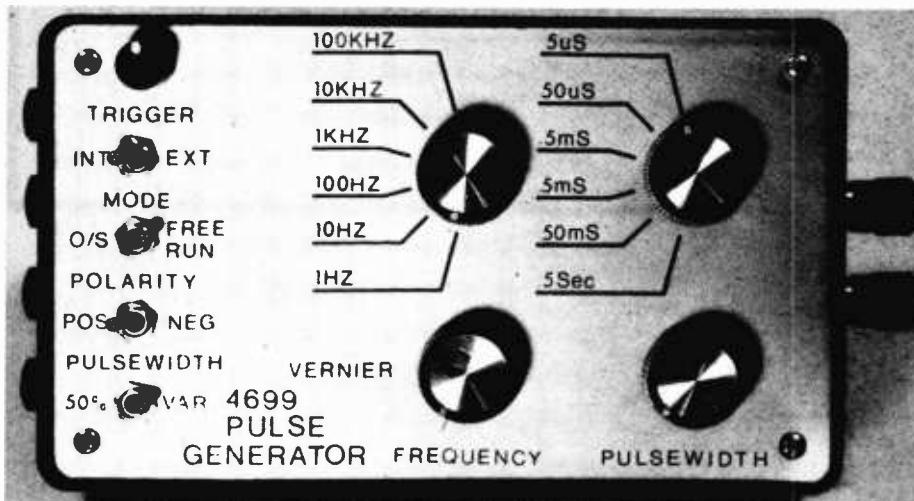 TRIGGER
INT EXT
MODE
O/S FREE RUN
POLARITY
POS NEG
PULSEWIDTH
50% VAR
4699
PULSE
GENERATOR
100KHZ
10KHZ
1KHZ
100HZ
10HZ
1HZ
VERNIER
FREQUENCY
5uS
50uS
.5mS
5mS
50mS
.5Sec
PULSEWIDTH